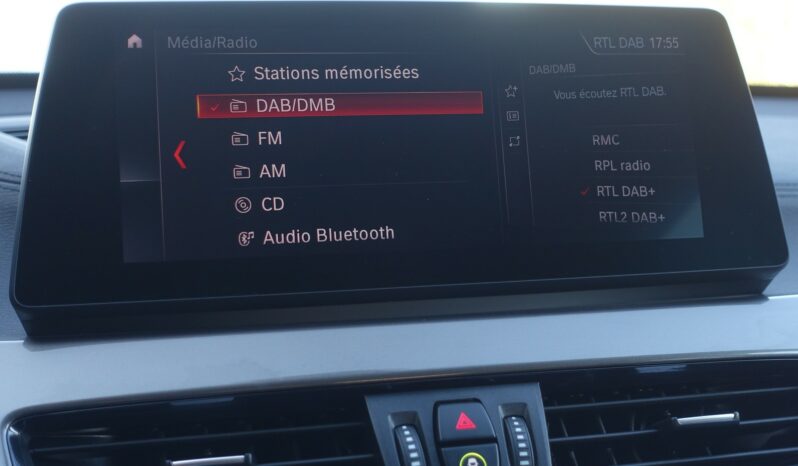 Média/Radio
RTL DAB 17:55
Stations mémorisées
DAB/DMB
FM
AM
CD
Audio Bluetooth
DAB/DMB
Vous écoutez RTL DAB.
RMC
RPL radio
RTL DAB+
RTL2 DAB+